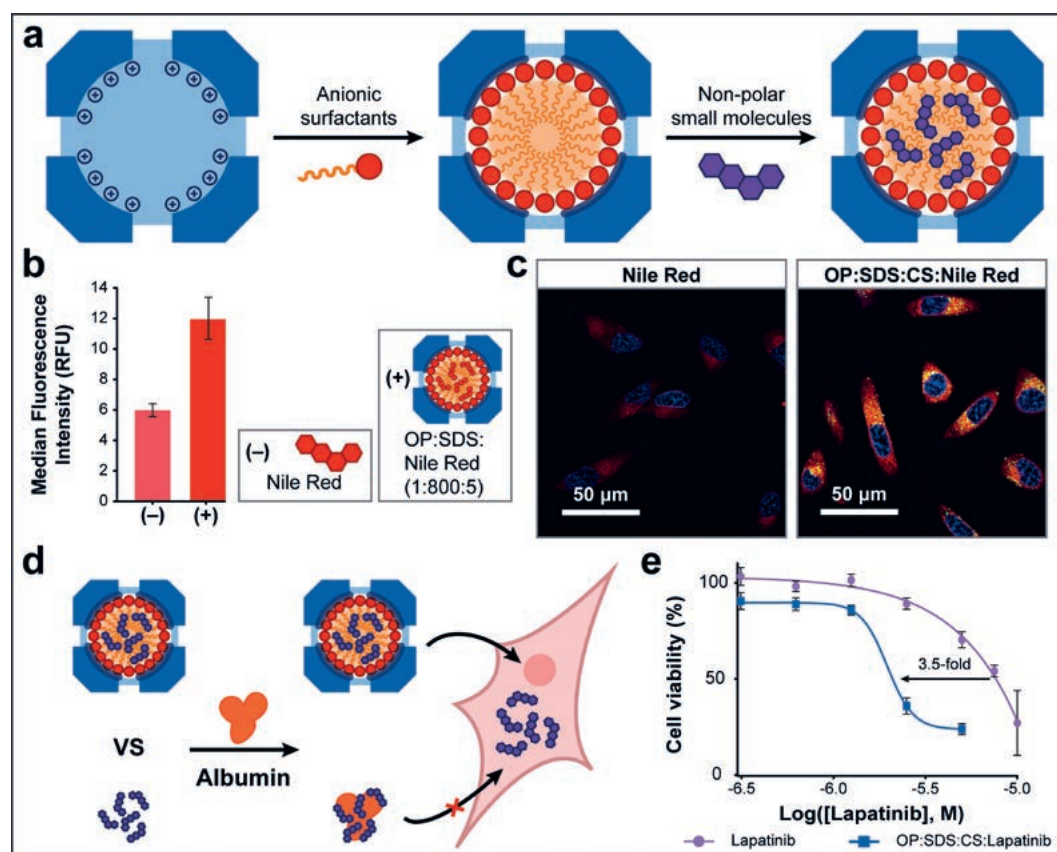 a
Anionic
surfactants
Non-polar
small molecules
b
Median Fluorescence
Intensity (RFU)
14
12
10
8
6
4
2
0
(–)
(+)
(–)
Nile Red
(+)
OP:SDS:
Nile Red
(1:800:5)
c
Nile Red
50 µm
OP:SDS:CS:Nile Red
50 µm
d
VS
Albumin
e
Cell viability (%)
100
50
0
3.5-fold
-6.5
-6.0
-5.5
-5.0
Log([Lapatinib], M)
Lapatinib
OP:SDS:CS:Lapatinib